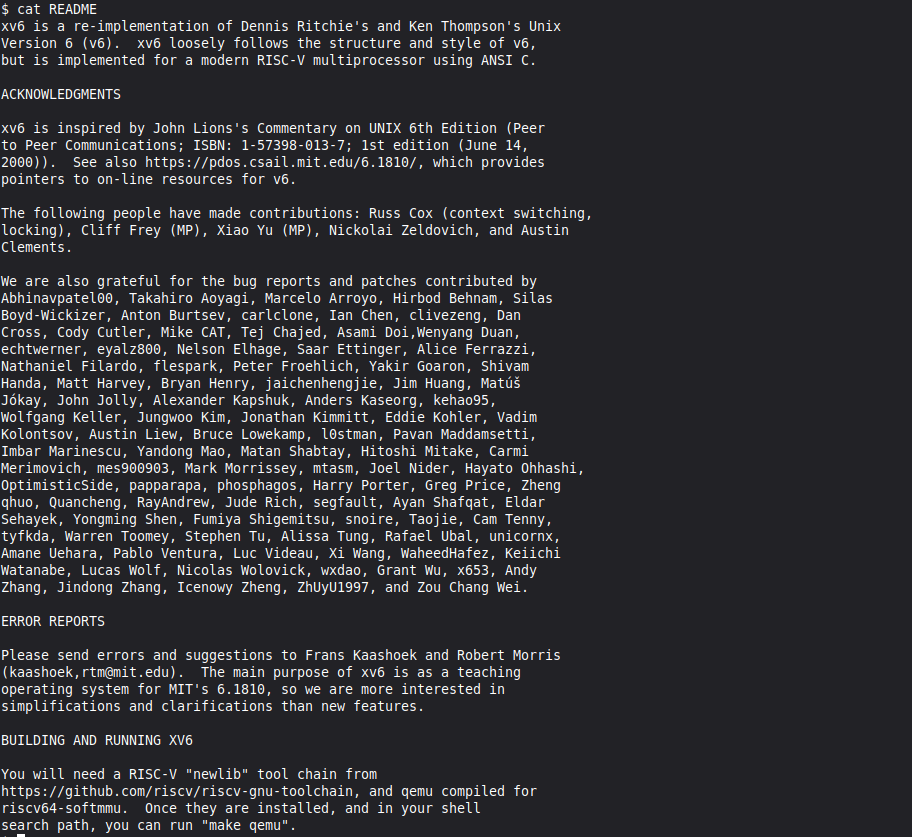 $ cat README
xv6 is a re-implementation of Dennis Ritchie's and Ken Thompson's Unix
Version 6 (v6).  xv6 loosely follows the structure and style of v6,
but is implemented for a modern RISC-V multiprocessor using ANSI C.

ACKNOWLEDGMENTS

xv6 is inspired by John Lions's Commentary on UNIX 6th Edition (Peer
to Peer Communications; ISBN: 1-57398-013-7; 1st edition (June 14,
2000)).  See also https://pdos.csail.mit.edu/6.1810/, which provides
pointers to on-line resources for v6.

The following people have made contributions: Russ Cox (context switching,
locking), Cliff Frey (MP), Xiao Yu (MP), Nickolai Zeldovich, and Austin
Clements.

We are also grateful for the bug reports and patches contributed by
Abhinavpatel00, Takahiro Aoyagi, Marcelo Arroyo, Hirbod Behnam, Silas
Boyd-Wickizer, Anton Burtsev, carlclone, Ian Chen, clivezeng, Dan
Cross, Cody Cutler, Mike CAT, Tej Chajed, Asami Doi,Wenyang Duan,
echtwerner, eyalz800, Nelson Elhage, Saar Ettinger, Alice Ferrazzi,
Nathaniel Filardo, flespark, Peter Froehlich, Yakir Goaron, Shivam
Handa, Matt Harvey, Bryan Henry, jaichenhengjie, Jim Huang, Matúš
Jókay, John Jolly, Alexander Kapshuk, Anders Kaseorg, kehao95,
Wolfgang Keller, Jungwoo Kim, Jonathan Kimmitt, Eddie Kohler, Vadim
Kolontsov, Austin Liew, Bruce Lowekamp, l0stman, Pavan Maddamsetti,
Imbar Marinescu, Yandong Mao, Matan Shabtay, Hitoshi Mitake, Carmi
Merimovich, mes900903, Mark Morrissey, mtasm, Joel Nider, Hayato Ohhashi,
OptimisticSide, papparapa, phosphagos, Harry Porter, Greg Price, Zheng
qhuo, Quancheng, RayAndrew, Jude Rich, segfault, Ayan Shafqat, Eldar
Sehayek, Yongming Shen, Fumiya Shigemitsu, snoire, Taojie, Cam Tenny,
tyfkda, Warren Toomey, Stephen Tu, Alissa Tung, Rafael Ubal, unicornx,
Amane Uehara, Pablo Ventura, Luc Videau, Xi Wang, WaheedHafez, Keiichi
Watanabe, Lucas Wolf, Nicolas Wolovick, wxdao, Grant Wu, x653, Andy
Zhang, Jindong Zhang, Icenowy Zheng, ZhUyU1997, and Zou Chang Wei.

ERROR REPORTS

Please send errors and suggestions to Frans Kaashoek and Robert Morris
(kaashoek,rtm@mit.edu).  The main purpose of xv6 is as a teaching
operating system for MIT's 6.1810, so we are more interested in
simplifications and clarifications than new features.

BUILDING AND RUNNING XV6

You will need a RISC-V "newlib" tool chain from
https://github.com/riscv/riscv-gnu-toolchain, and qemu compiled for
riscv64-softmmu.  Once they are installed, and in your shell
search path, you can run "make qemu".